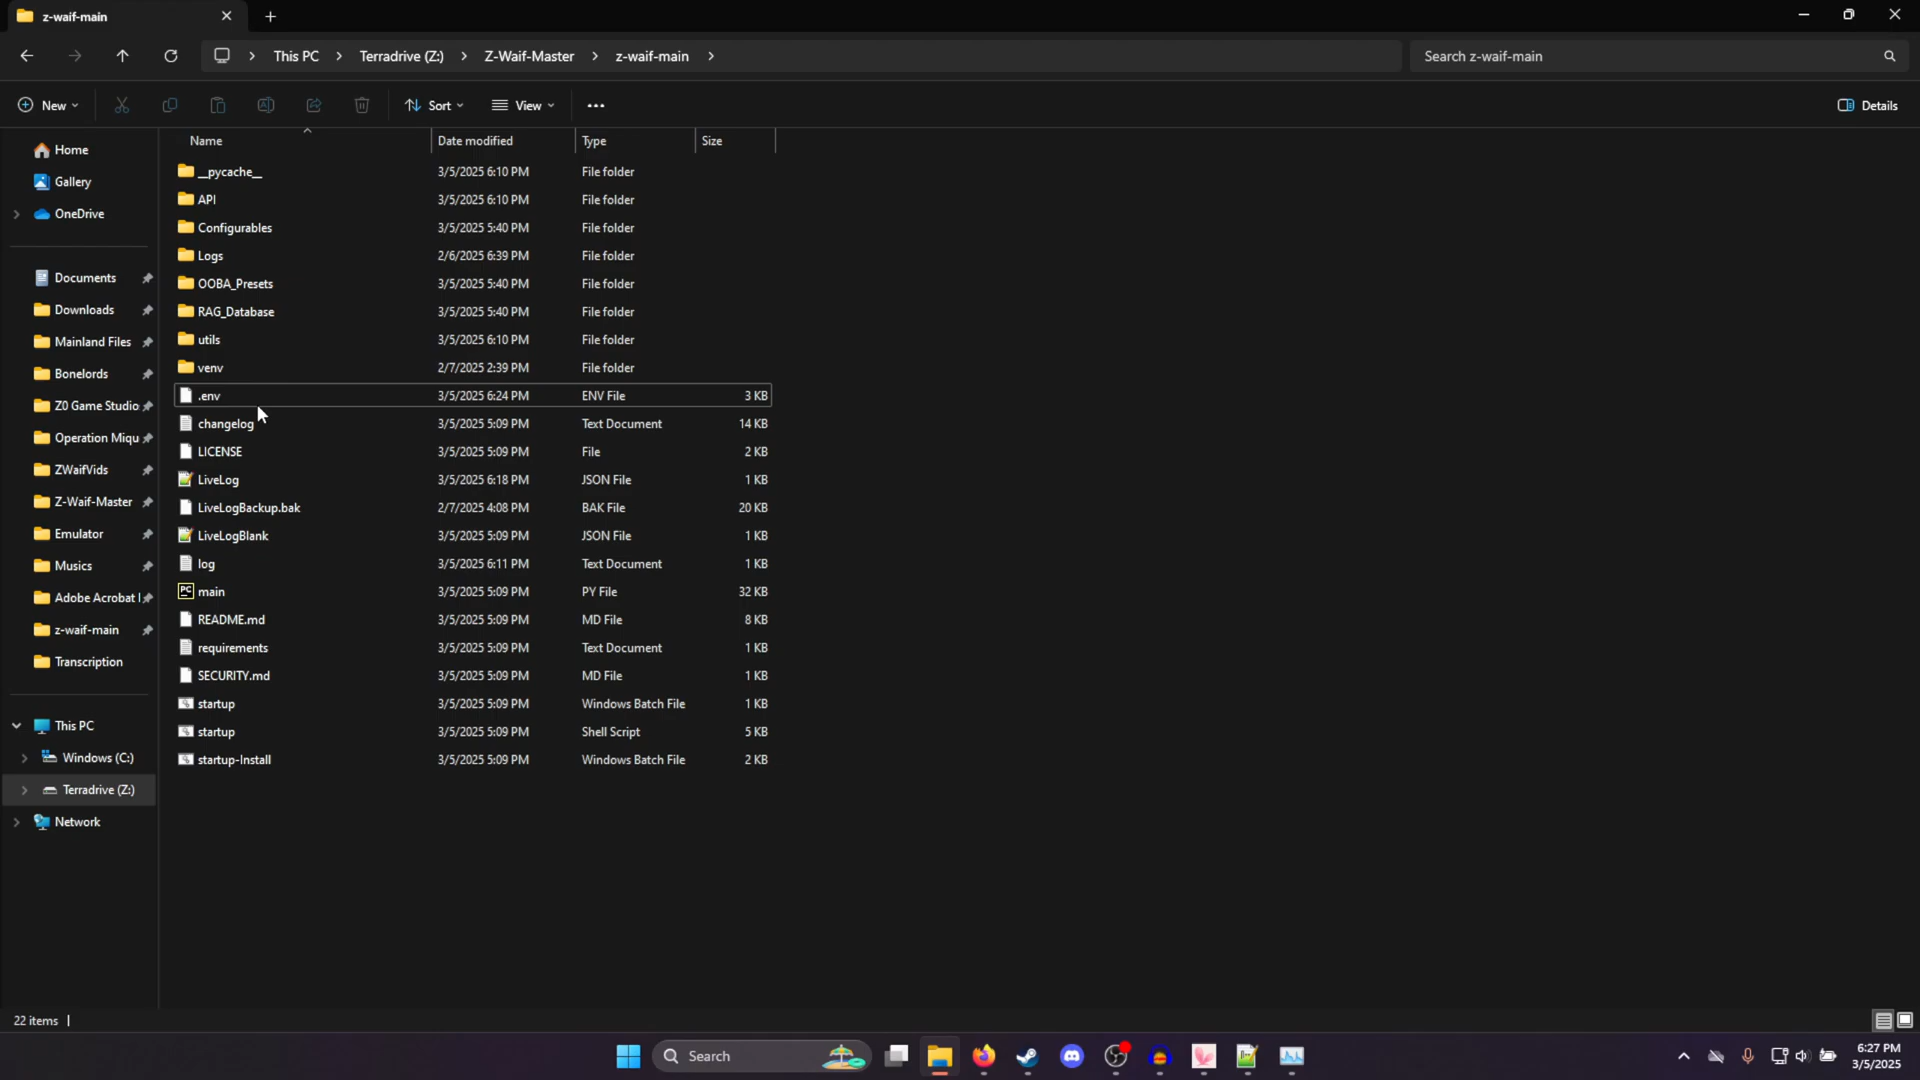 z-waif-main
This PC > Terradrive (Z:) > Z-Waif-Master > z-waif-main >
Search z-waif-main
New
Sort
View
Details
Name Date modified Type Size
Home
Gallery
OneDrive
Documents
Downloads
Mainland Files
Bonelords
Z0 Game Studio
Operation Miqu
ZWaifVids
Z-Waif-Master
Emulator
Musics
Adobe Acrobat
z-waif-main
Transcription
This PC
Windows (C:)
Terradrive (Z:)
Network
__pycache__ 3/5/2025 6:10 PM File folder
API 3/5/2025 6:10 PM File folder
Configurables 3/5/2025 5:40 PM File folder
Logs 2/6/2025 6:39 PM File folder
OOBA_Presets 3/5/2025 5:40 PM File folder
RAG_Database 3/5/2025 5:40 PM File folder
utils 3/5/2025 6:10 PM File folder
venv 2/7/2025 2:39 PM File folder
.env 3/5/2025 6:24 PM ENV File 3 KB
changelog 3/5/2025 5:09 PM Text Document 14 KB
LICENSE 3/5/2025 5:09 PM File 2 KB
LiveLog 3/5/2025 6:18 PM JSON File 1 KB
LiveLogBackup.bak 2/7/2025 4:08 PM BAK File 20 KB
LiveLogBlank 3/5/2025 5:09 PM JSON File 1 KB
log 3/5/2025 6:11 PM Text Document 1 KB
main 3/5/2025 5:09 PM PY File 32 KB
README.md 3/5/2025 5:09 PM MD File 8 KB
requirements 3/5/2025 5:09 PM Text Document 1 KB
SECURITY.md 3/5/2025 5:09 PM MD File 1 KB
startup 3/5/2025 5:09 PM Windows Batch File 1 KB
startup 3/5/2025 5:09 PM Shell Script 5 KB
startup-Install 3/5/2025 5:09 PM Windows Batch File 2 KB
22 items
Search
6:27 PM
3/5/2025